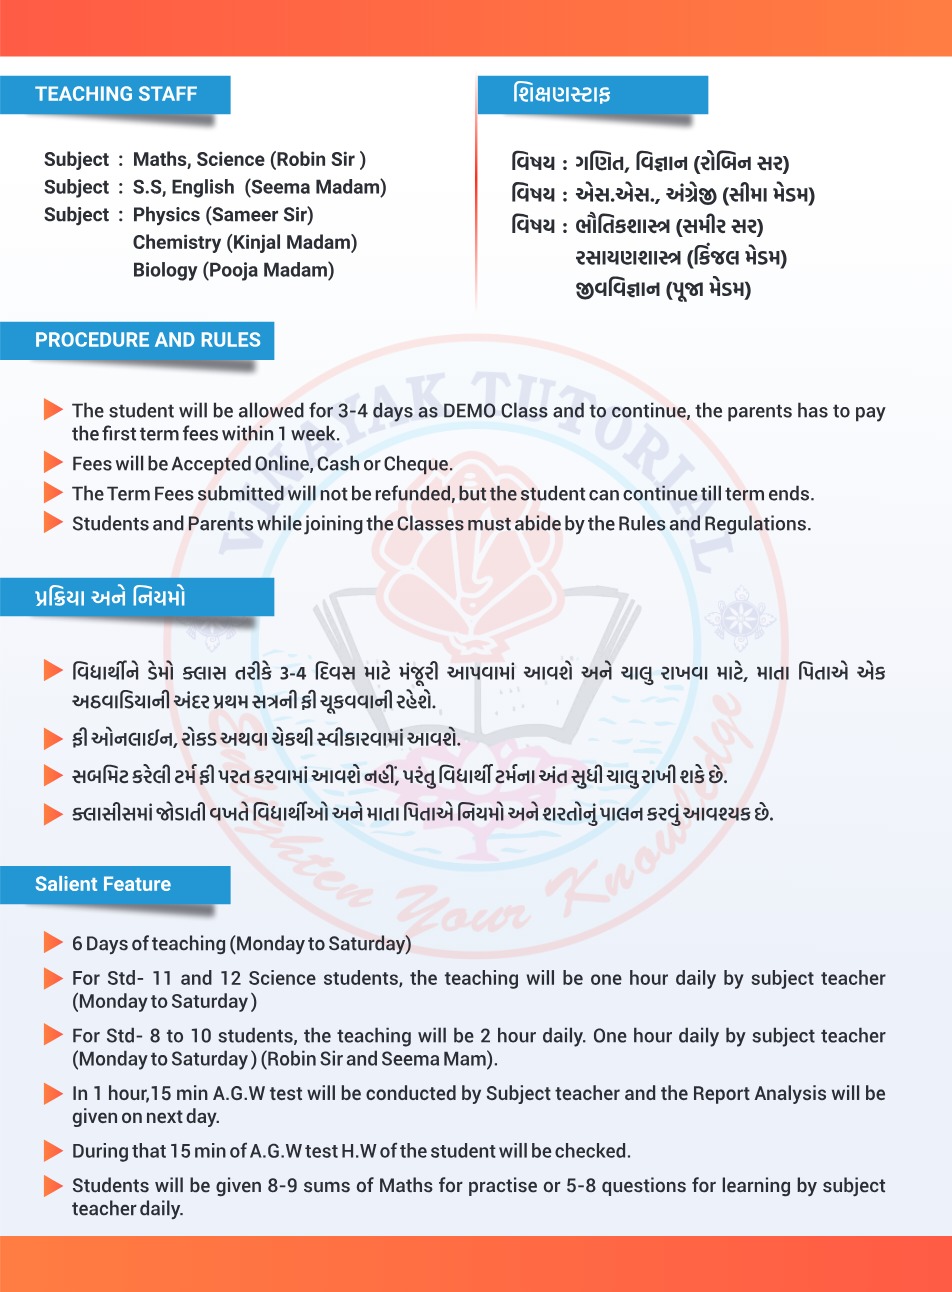 TEACHING STAFF
Subject : Maths, Science (Robin Sir )
Subject : S.S, English (Seema Madam)
Subject : Physics (Sameer Sir)
Chemistry (Kinjal Madam)
Biology (Pooja Madam)
શિક્ષણસ્ટાફ
વિષય : ગણિત, વિજ્ઞાન (રોબિન સર)
વિષય : એસ.એસ., અંગ્રેજી (સીમા મેડમ)
વિષય : ભૌતિકશાસ્ત્ર (સમીર સર)
રસાયણશાસ્ત્ર (કિંજલ મેડમ)
જીવવિજ્ઞાન (પૂજા મેડમ)
PROCEDURE AND RULES
The student will be allowed for 3-4 days as DEMO Class and to continue, the parents has to pay
the first term fees within 1 week.
Fees will be Accepted Online, Cash or Cheque.
The Term Fees submitted will not be refunded, but the student can continue till term ends.
Students and Parents while joining the Classes must abide by the Rules and Regulations.
પ્રક્રિયા અને નિયમો
વિદ્યાર્થીને ડેમો ક્લાસ તરીકે 3-4 દિવસ માટે મંજૂરી આપવામાં આવશે અને ચાલુ રાખવા માટે, માતા પિતાએ એક
અઠવાડિયાની અંદર પ્રથમ સત્રની ફી ચૂકવવાની રહેશે.
ફી ઓનલાઈન, રોકડ અથવા ચેકથી સ્વીકારવામાં આવશે.
સબમિટ કરેલી ટર્મ ફી પરત કરવામાં આવશે નહીં, પરંતુ વિદ્યાર્થી ટર્મના અંત સુધી ચાલુ રાખી શકે છે.
ક્લાસીસમાં જોડાતી વખતે વિદ્યાર્થીઓ અને માતા પિતાએ નિયમો અને શરતોનું પાલન કરવું આવશ્યક છે.
Salient Feature
6 Days of teaching (Monday to Saturday)
For Std- 11 and 12 Science students, the teaching will be one hour daily by subject teacher
(Monday to Saturday )
For Std- 8 to 10 students, the teaching will be 2 hour daily. One hour daily by subject teacher
(Monday to Saturday ) (Robin Sir and Seema Mam).
In 1 hour,15 min A.G.W test will be conducted by Subject teacher and the Report Analysis will be
given on next day.
During that 15 min of A.G.W test H.W of the student will be checked.
Students will be given 8-9 sums of Maths for practise or 5-8 questions for learning by subject
teacher daily.
VINAYAK TUTORIAL
Enlighten Your Knowledge